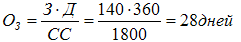 О₃ = (З · Д) / СС = (140 · 360) / 1800 = 28дней